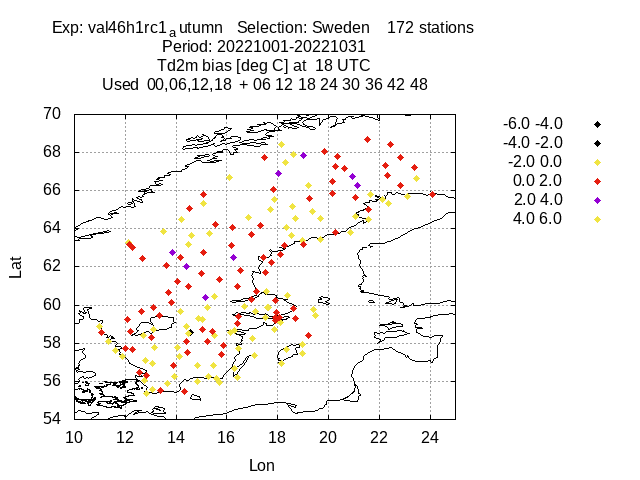 Exp: val46h1rc1ₐutumn Selection: Sweden 172 stations
Period: 20221001-20221031
Td2m bias [deg C] at 18 UTC
Used 00,06,12,18 + 06 12 18 24 30 36 42 48
70
68
66
64
62
60
58
56
54
10 12 14 16 18 20 22 24
Lat
Lon
-6.0 -4.0
-4.0 -2.0
-2.0 0.0
0.0 2.0
2.0 4.0
4.0 6.0